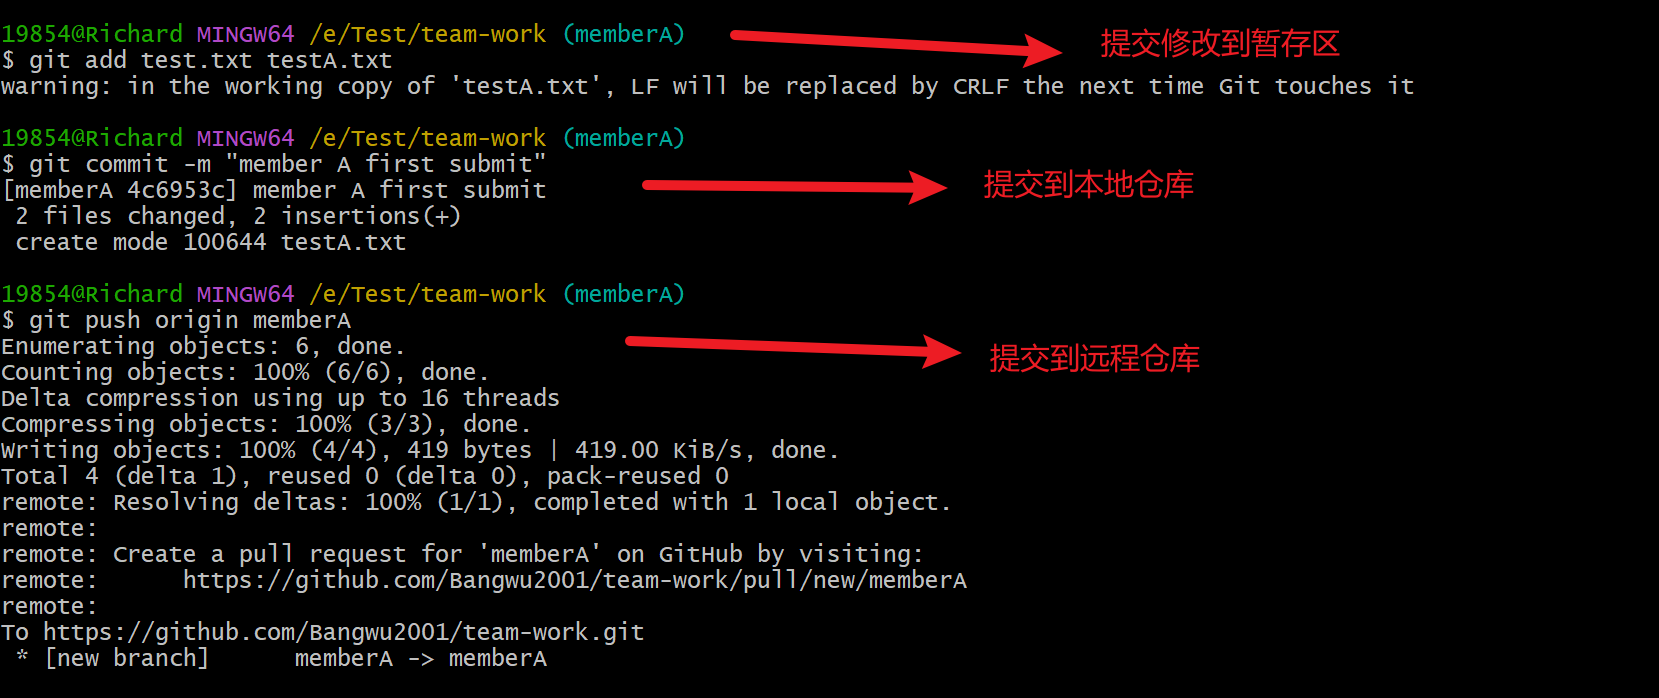 19854@Richard MINGW64 /e/Test/team-work (memberA)
提交修改到暂存区
$ git add test.txt testA.txt
warning: in the working copy of 'testA.txt', LF will be replaced by CRLF the next time Git touches it
19854@Richard MINGW64 /e/Test/team-work (memberA)
$ git commit -m "member A first submit"
[memberA 4c6953c] member A first submit
提交到本地仓库
2 files changed, 2 insertions(+)
create mode 100644 testA.txt
19854@Richard MINGW64 /e/Test/team-work (memberA)
$ git push origin memberA
Enumerating objects: 6, done.
提交到远程仓库
Counting objects: 100% (6/6), done.
Delta compression using up to 16 threads
Compressing objects: 100% (3/3), done.
Writing objects: 100% (4/4), 419 bytes | 419.00 KiB/s, done.
Total 4 (delta 1), reused 0 (delta 0), pack-reused 0
remote: Resolving deltas: 100% (1/1), completed with 1 local object.
remote:
remote: Create a pull request for 'memberA' on GitHub by visiting:
remote:      https://github.com/Bangwu2001/team-work/pull/new/memberA
remote:
To https://github.com/Bangwu2001/team-work.git
* [new branch]      memberA -> memberA